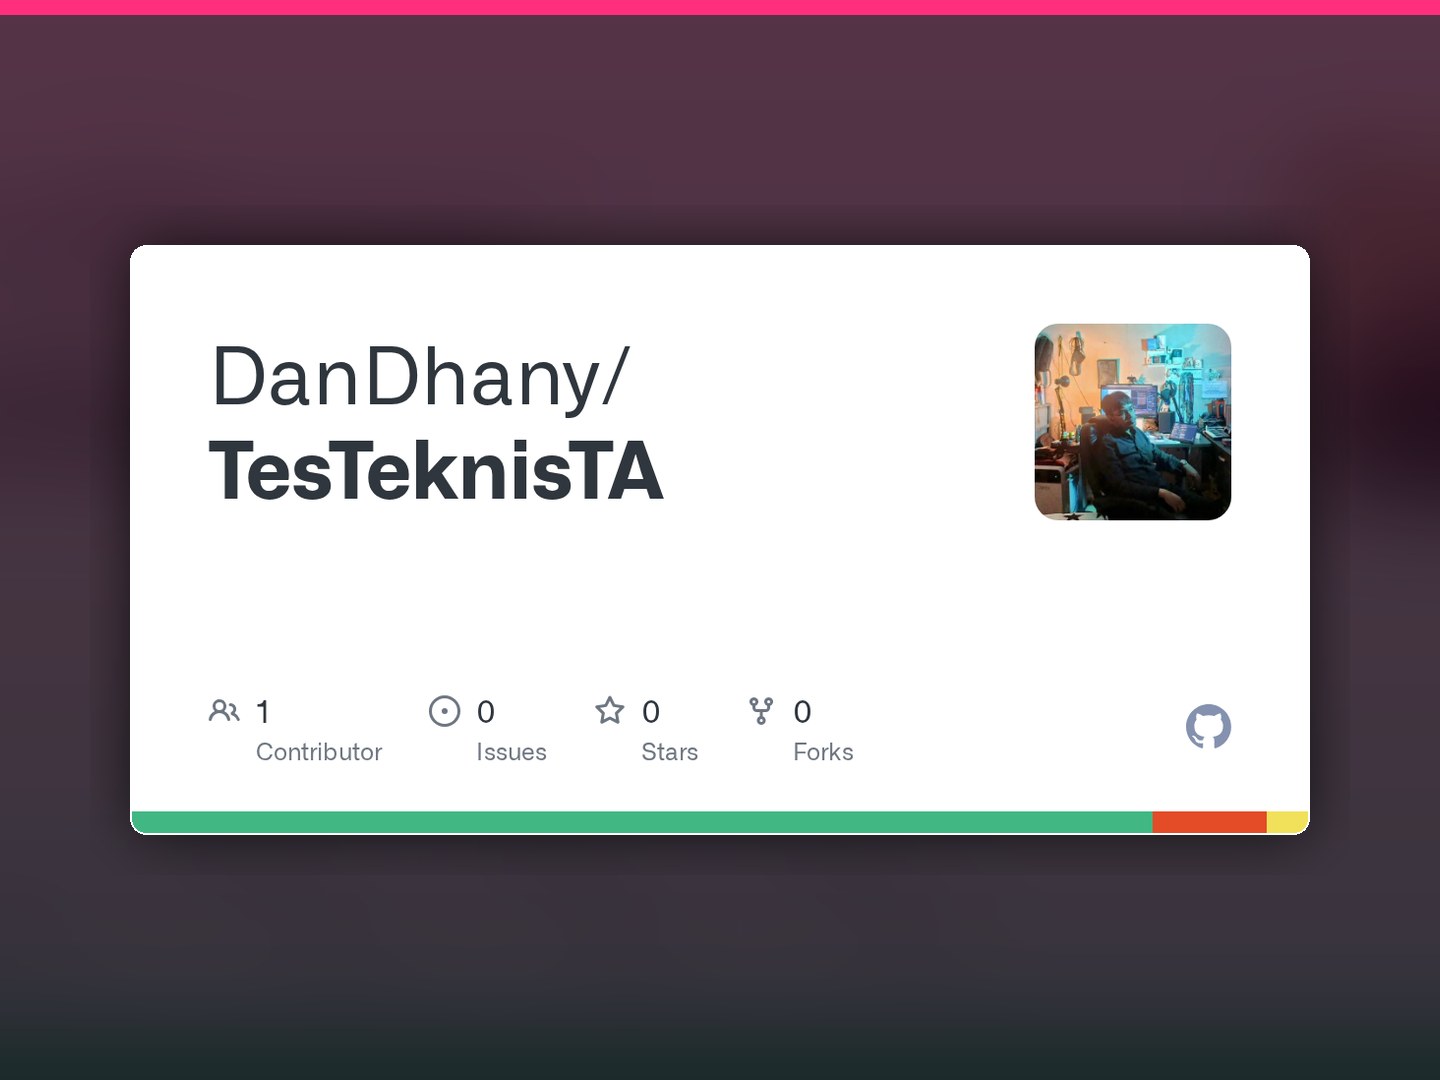 DanDhany/
TesTeknisTA
1
Contributor
0
Issues
0
Stars
0
Forks